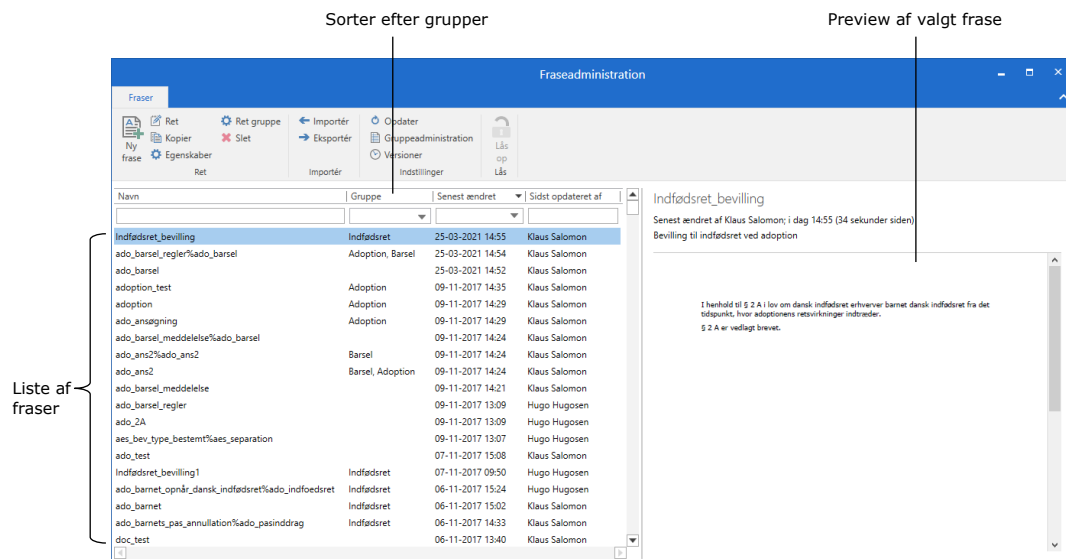 Sorter efter grupper
Preview af valgt frase
Fraseadministration
Fraser
Ny frase
Ret
Kopier
Egenskaber
Ret gruppe
Slet
Ret
Importér
Eksportér
Importér
Opdater
Gruppeadministration
Versioner
Indstillinger
Lås op
Lås
Navn Gruppe Senest ændret Sidst opdateret af
Indfødsret_bevilling Indfødsret 25-03-2021 14:55 Klaus Salomon
ado_barsel_regler%ado_barsel Adoption, Barsel 25-03-2021 14:54 Klaus Salomon
ado_barsel 25-03-2021 14:52 Klaus Salomon
adoption_test Adoption 09-11-2017 14:35 Klaus Salomon
adoption Adoption 09-11-2017 14:29 Klaus Salomon
ado_ansøgning Adoption 09-11-2017 14:29 Klaus Salomon
ado_barsel_meddelelse%ado_barsel 09-11-2017 14:24 Klaus Salomon
ado_ans2%ado_ans2 Barsel 09-11-2017 14:24 Klaus Salomon
ado_ans2 Barsel, Adoption 09-11-2017 14:24 Klaus Salomon
ado_barsel_meddelelse 09-11-2017 14:21 Klaus Salomon
ado_barsel_regler 09-11-2017 13:09 Hugo Hugosen
ado_2A 09-11-2017 13:09 Hugo Hugosen
aes_bev_type_bestemt%aes_separation 09-11-2017 13:07 Hugo Hugosen
ado_test 07-11-2017 15:08 Klaus Salomon
Indfødsret_bevilling1 Indfødsret 07-11-2017 09:50 Hugo Hugosen
ado_barnet_opnår_dansk_indfødsret%ado_indfoedsret Indfødsret 06-11-2017 15:24 Hugo Hugosen
ado_barnet Indfødsret 06-11-2017 15:02 Klaus Salomon
ado_barnets_pas_annullation%ado_pasinddrag Indfødsret 06-11-2017 14:33 Klaus Salomon
doc_test 06-11-2017 13:40 Klaus Salomon
Liste af
fraser
Indfødsret_bevilling
Senest ændret af Klaus Salomon; i dag 14:55 (34 sekunder siden)
Bevilling til indfødsret ved adoption
I henhold til § 2 A i lov om dansk indfødsret erhverver barnet dansk indfødsret fra det
tidspunkt, hvor adoptionens retsvirkninger indtræder.
§ 2 A er vedlagt brevet.